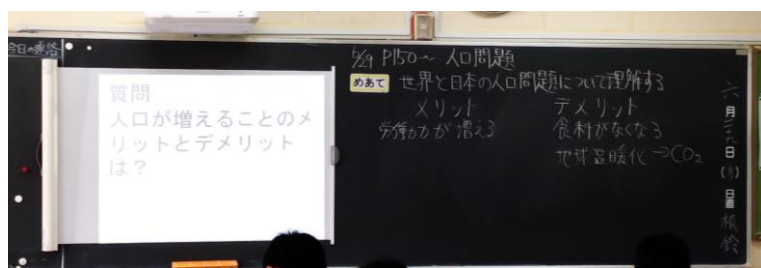 今日の連絡
質問
人口が増えることのメ
リットとデメリット
は？
6/29 P150〜 人口問題
めあて 世界と日本の人口問題について理解する
メリット
労働力が増える
デメリット
食料がなくなる
地球温暖化→CO₂
六月二十九日
日直